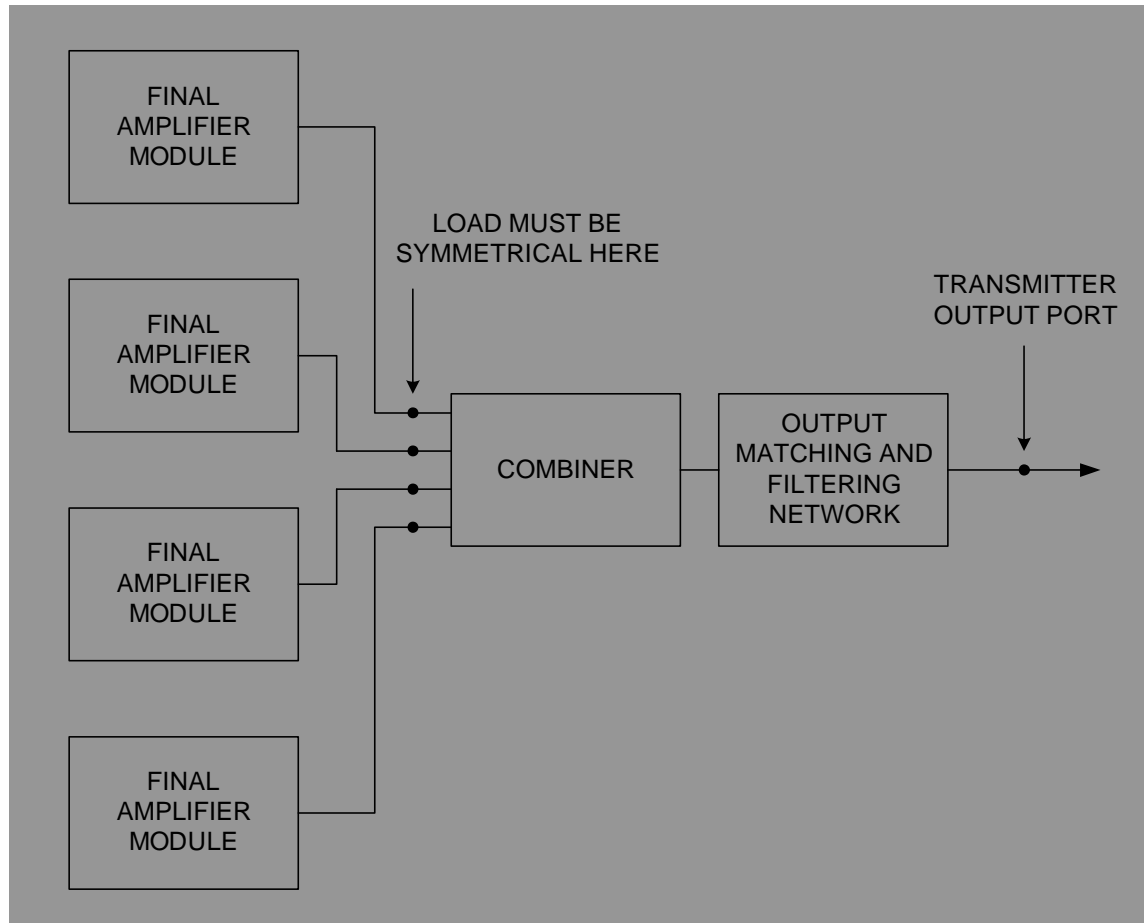 FINAL
AMPLIFIER
MODULE
LOAD MUST BE
SYMMETRICAL HERE
FINAL
AMPLIFIER
MODULE
TRANSMITTER
OUTPUT PORT
COMBINER
OUTPUT
MATCHING AND
FILTERING
NETWORK
FINAL
AMPLIFIER
MODULE
FINAL
AMPLIFIER
MODULE